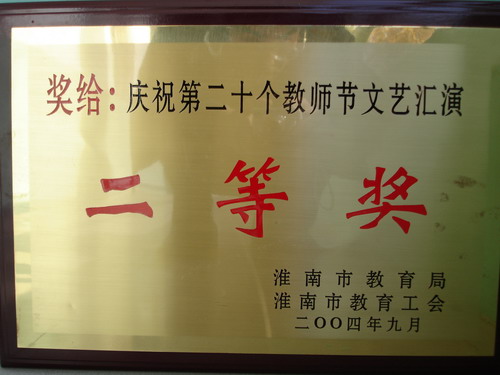 奖给：庆祝第二十个教师节文艺汇演
二等奖
淮南市教育局
淮南市教育工会
二OO四年九月